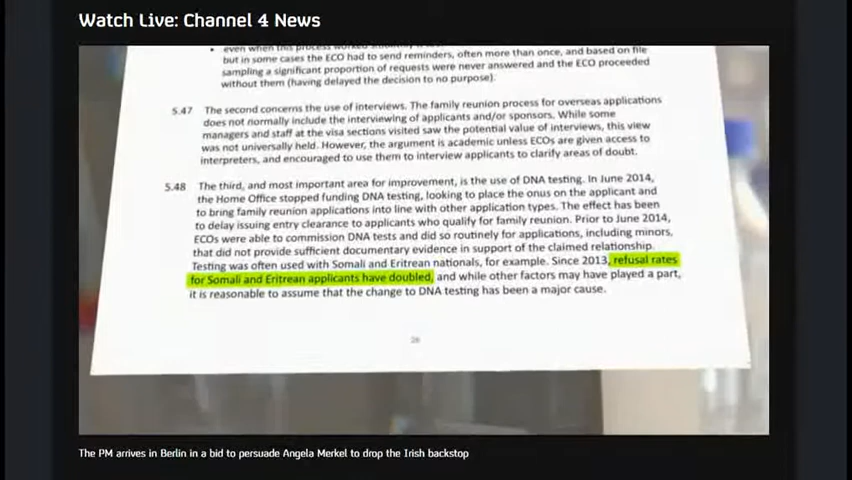 Watch Live: Channel 4 News
even when this process worked
but in some cases the ECO had to send reminders, often more than once, and based on file
sampling a significant proportion of requests were never answered and the ECO proceeded
without them (having delayed the decision to no purpose).
5.47 The second concerns the use of interviews. The family reunion process for overseas applications
does not normally include the interviewing of applicants and/or sponsors. While some
managers and staff at the visa sections visited saw the potential value of interviews, this view
was not universally held. However, the argument is academic unless ECOs are given access to
interpreters, and encouraged to use them to interview applicants to clarify areas of doubt.
5.48 The third, and most important area for improvement, is the use of DNA testing. In June 2014,
the Home Office stopped funding DNA testing, looking to place the onus on the applicant and
to bring family reunion applications into line with other application types. The effect has been
to delay issuing entry clearance to applicants who qualify for family reunion. Prior to June 2014,
ECOs were able to commission DNA tests and did so routinely for applications, including minors,
that did not provide sufficient documentary evidence in support of the claimed relationship.
Testing was often used with Somali and Eritrean nationals, for example. Since 2013, refusal rates
for Somali and Eritrean applicants have doubled, and while other factors may have played a part,
it is reasonable to assume that the change to DNA testing has been a major cause.
The PM arrives in Berlin in a bid to persuade Angela Merkel to drop the Irish backstop